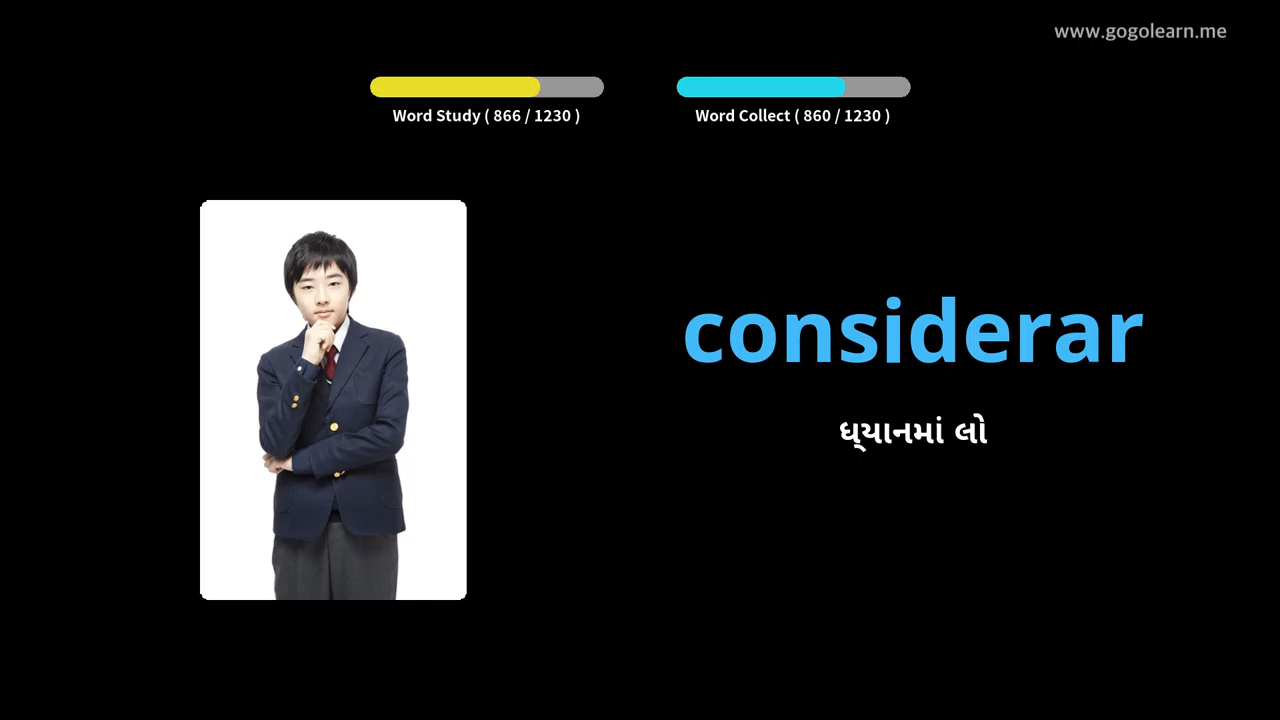 www.gogolearn.me
Word Study ( 866 / 1230 )
Word Collect ( 860 / 1230 )
considerar
ધ્યાનમાં લો